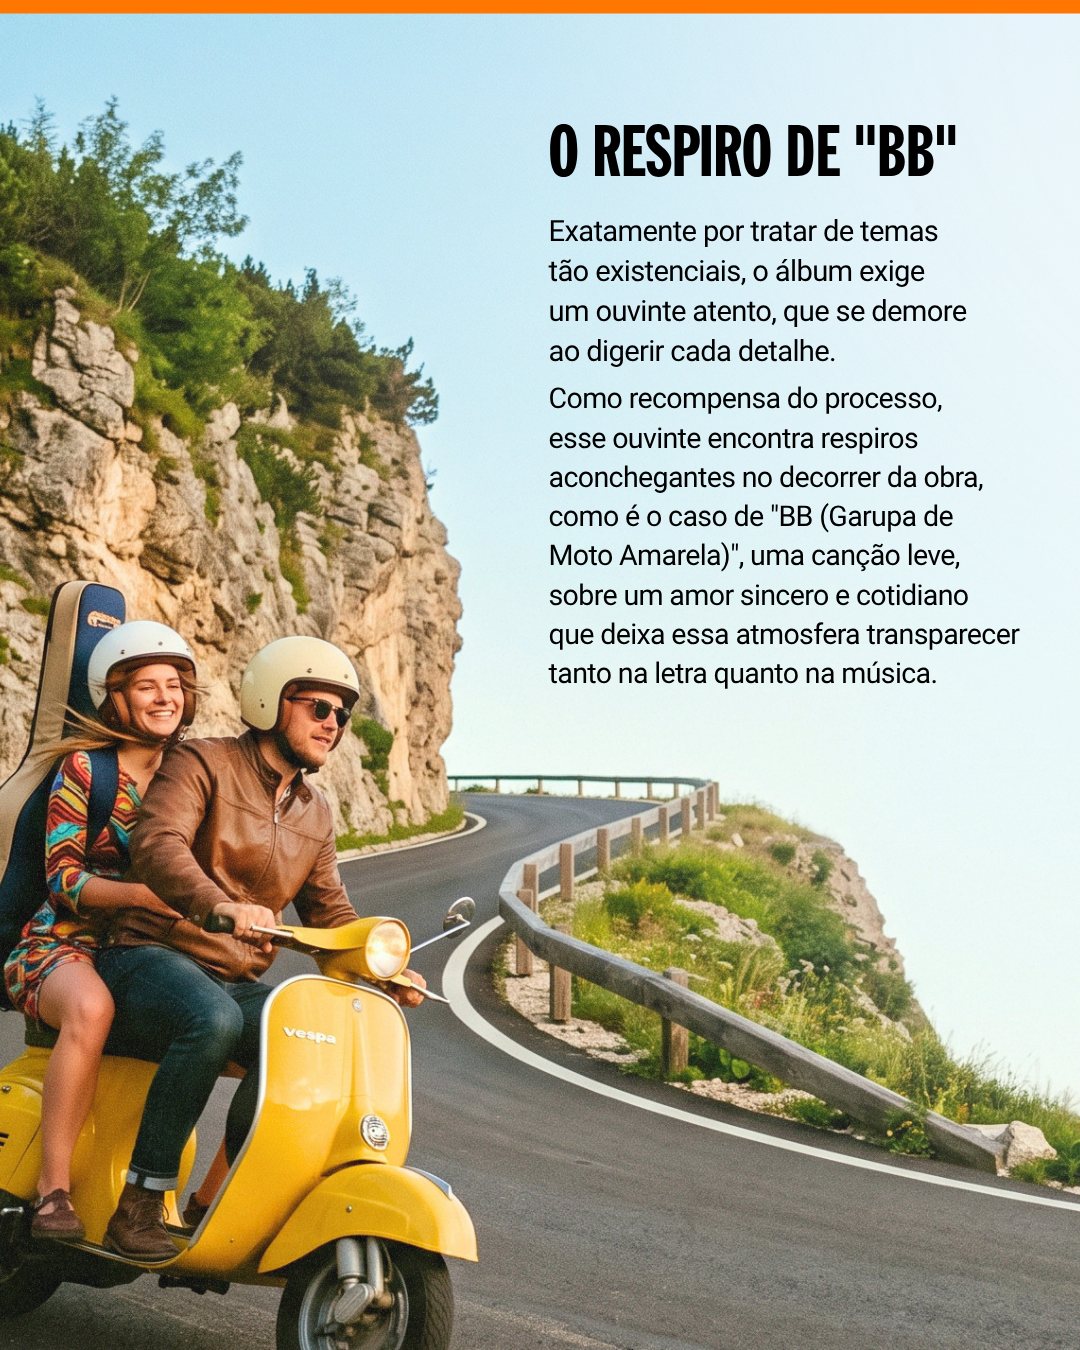 O RESPIRO DE "BB"
Exatamente por tratar de temas
tão existenciais, o álbum exige
um ouvinte atento, que se demore
ao digerir cada detalhe.
Como recompensa do processo,
esse ouvinte encontra respiros
aconchegantes no decorrer da obra,
como é o caso de "BB (Garupa de
Moto Amarela)", uma canção leve,
sobre um amor sincero e cotidiano
que deixa essa atmosfera transparecer
tanto na letra quanto na música.
vespa